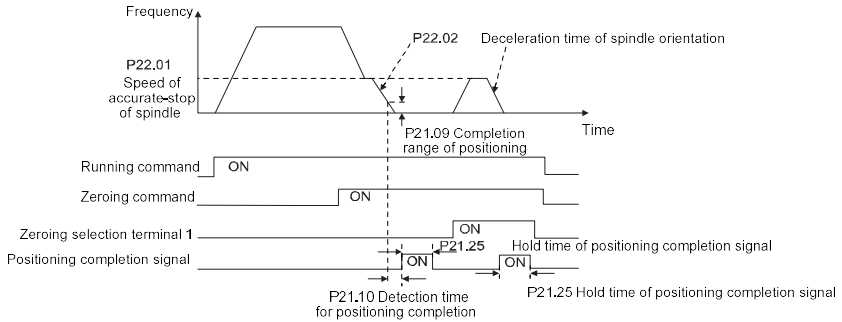 Frequency
P22.02
Deceleration time of spindle orientation
P22.01
Speed of
accurate-stop
of spindle
Time
P21.09 Completion
range of positioning
Running command
ON
Zeroing command
ON
Zeroing selection terminal 1
ON
P21.25
Hold time of positioning completion signal
Positioning completion signal
ON
ON
P21.10 Detection time
for positioning completion
P21.25 Hold time of positioning completion signal